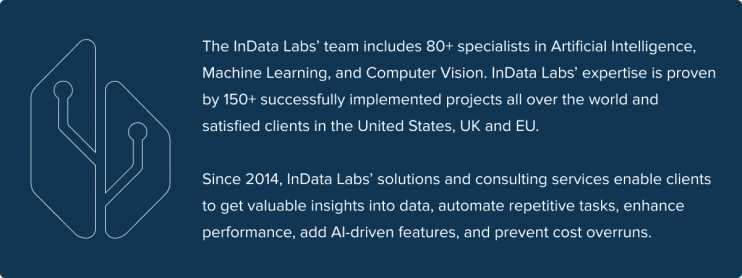 The InData Labs’ team includes 80+ specialists in Artificial Intelligence,
Machine Learning, and Computer Vision. InData Labs’ expertise is proven
by 150+ successfully implemented projects all over the world and
satisfied clients in the United States, UK and EU.
Since 2014, InData Labs’ solutions and consulting services enable clients
to get valuable insights into data, automate repetitive tasks, enhance
performance, add AI-driven features, and prevent cost overruns.